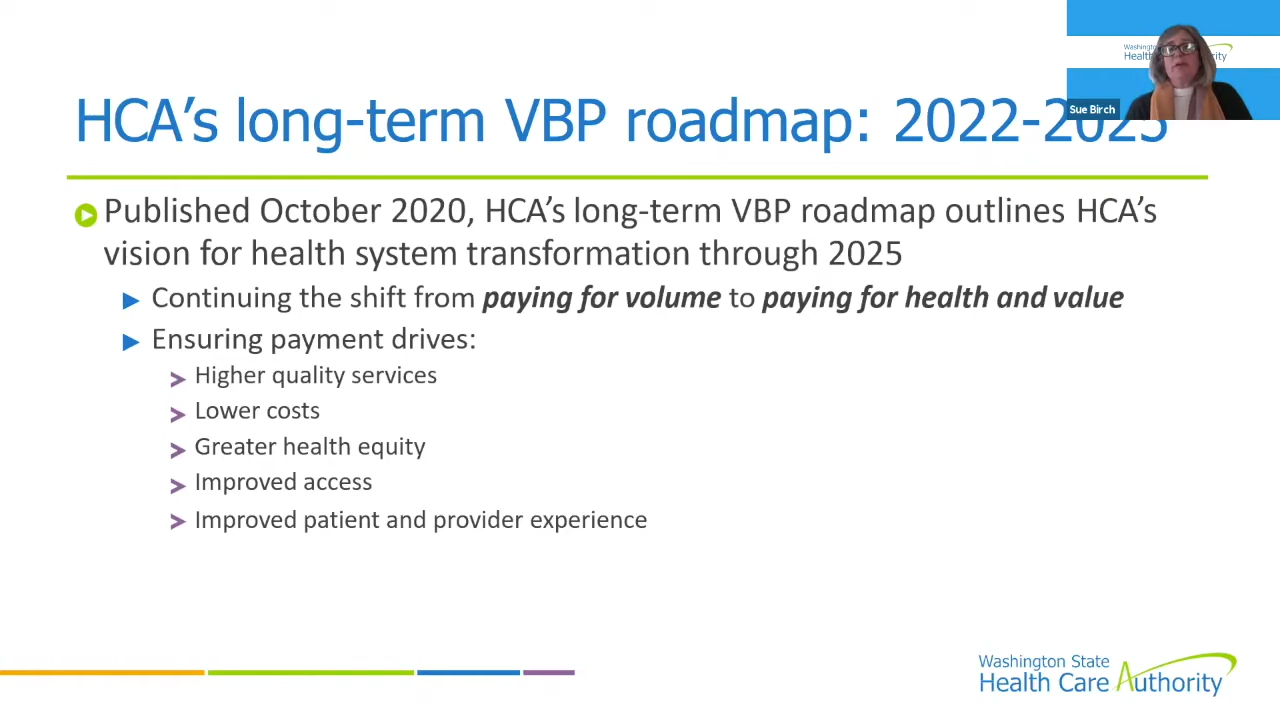 HCA's long-term VBP roadmap: 2022-2025
Washington
Health Authority
Sue Birch
Published October 2020, HCA's long-term VBP roadmap outlines HCA's
vision for health system transformation through 2025
Continuing the shift from paying for volume to paying for health and value
Ensuring payment drives:
Higher quality services
Lower costs
Greater health equity
Improved access
Improved patient and provider experience
Washington State
Health Care Authority